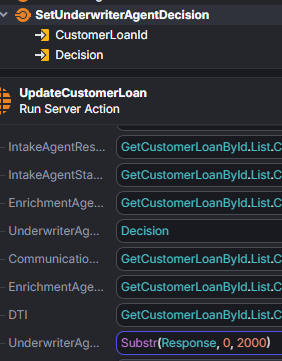 SetUnderwriterAgentDecision
CustomerLoanId
Decision
UpdateCustomerLoan
Run Server Action
IntakeAgentRes... GetCustomerLoanById.List.C
IntakeAgentSta... GetCustomerLoanById.List.C
EnrichmentAge... GetCustomerLoanById.List.C
UnderwriterAg... Decision
Communicatio... GetCustomerLoanById.List.C
EnrichmentAge... GetCustomerLoanById.List.C
DTI GetCustomerLoanById.List.C
UnderwriterAg... Substr(Response, 0, 2000)